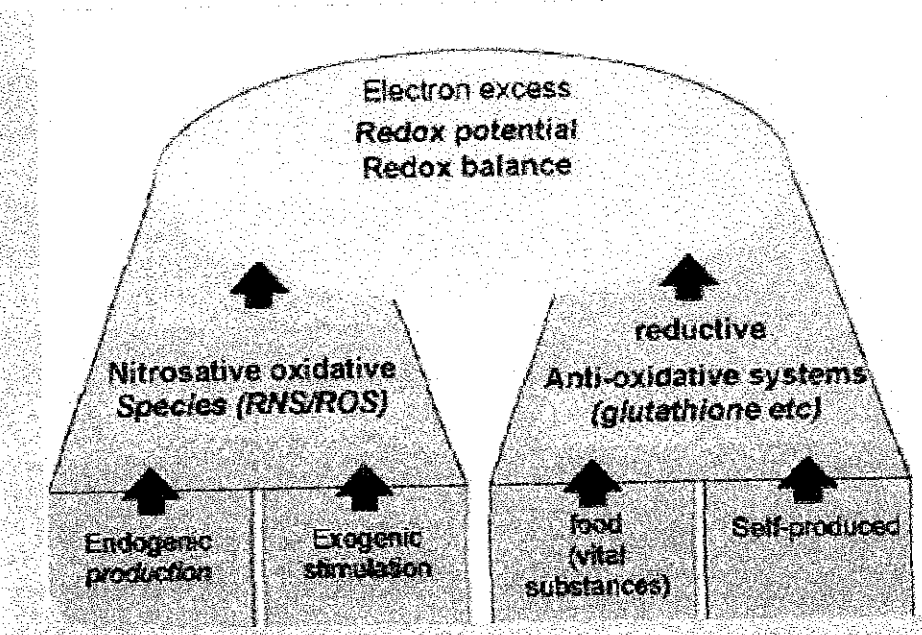 Electron excess
Redox potential
Redox balance
Nitrosative oxidative
Species (RNS/ROS)
reductive
Anti-oxidative systems
(glutathione etc)
Endogenic
production
Exogenic
stimulation
food
(vital
substances)
Self-produced